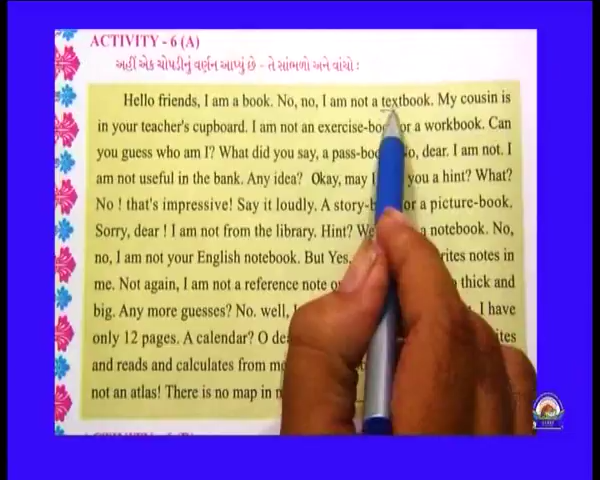 ACTIVITY - 6 (A)
અહીં એક ચોપડીનું વર્ણન આપ્યું છે - તે સાંભળો અને વાંચો :
Hello friends, I am a book. No, no, I am not a textbook. My cousin is
in your teacher's cupboard. I am not an exercise-book or a workbook. Can
you guess who am I? What did you say, a pass-book? No, dear. I am not. I
am not useful in the bank. Any idea? Okay, may I you a hint? What?
No ! that's impressive! Say it loudly. A story-book or a picture-book.
Sorry, dear ! I am not from the library. Hint? a notebook. No,
no, I am not your English notebook. But Yes, writes notes in
me. Not again, I am not a reference note thick and
big. Any more guesses? No. well, I have
only 12 pages. A calendar? O
and reads and calculates from
not an atlas! There is no map in